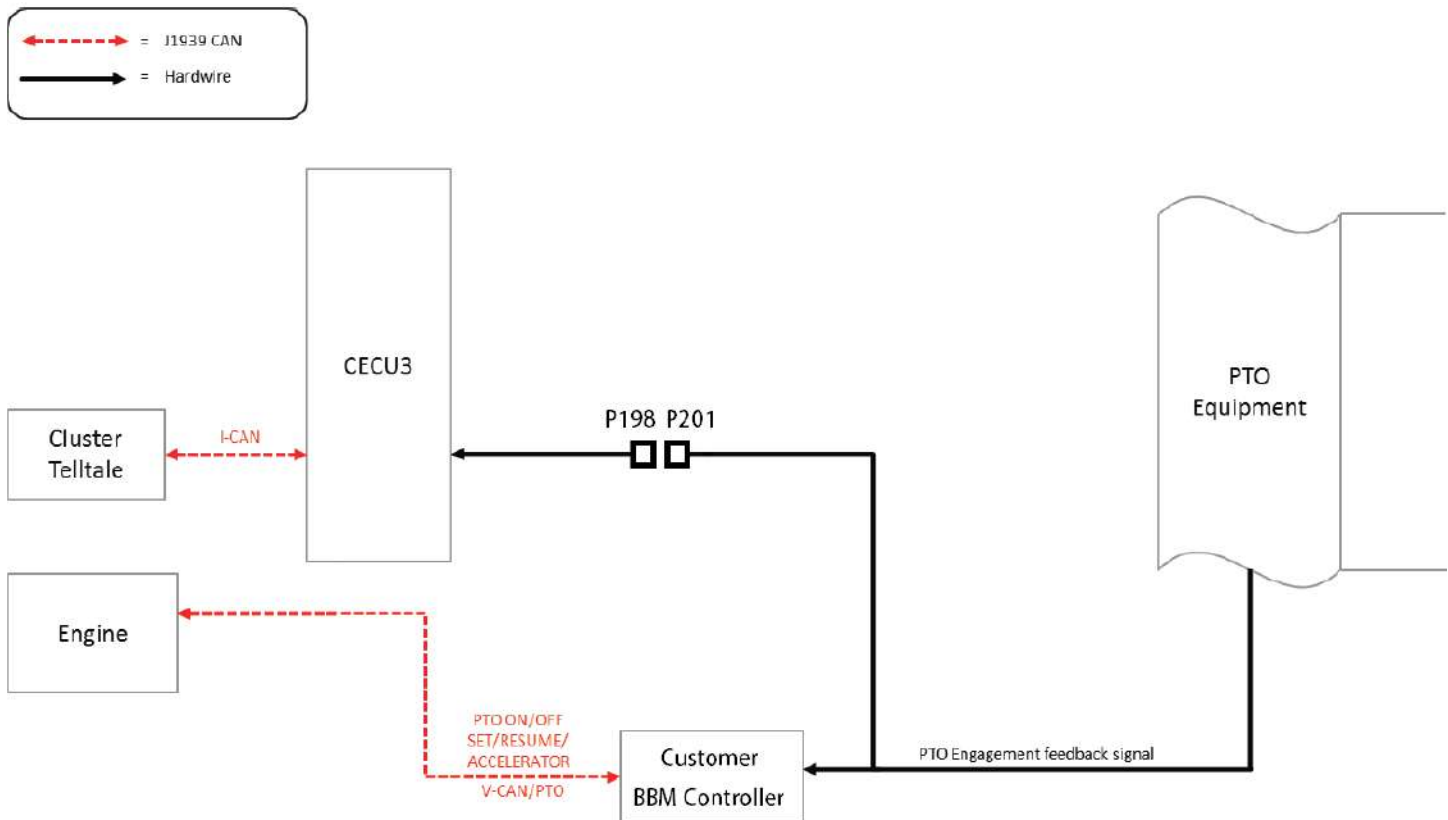 = J1939 CAN
= Hardwire
CECU3
PTO
Equipment
P198 P201
Cluster
Telltale
I-CAN
Engine
PTO ON/OFF
SET/RESUME/
ACCELERATOR
V-CAN/PTO
Customer
BBM Controller
PTO Engagement feedback signal